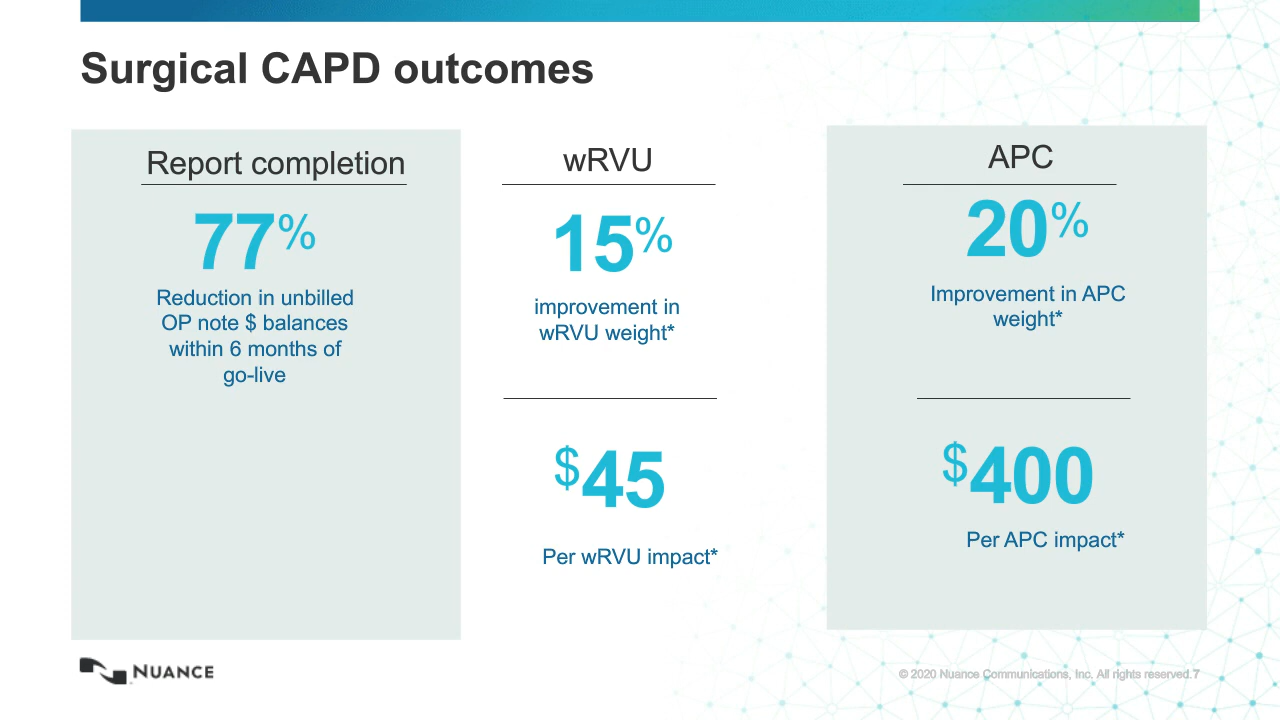 Surgical CAPD outcomes
Report completion
77%
Reduction in unbilled
OP note $ balances
within 6 months of
go-live
wRVU
15%
improvement in
wRVU weight*
$45
Per wRVU impact*
APC
20%
Improvement in APC
weight*
$400
Per APC impact*
NUANCE
© 2020 Nuance Communications, Inc. All rights reserved.7